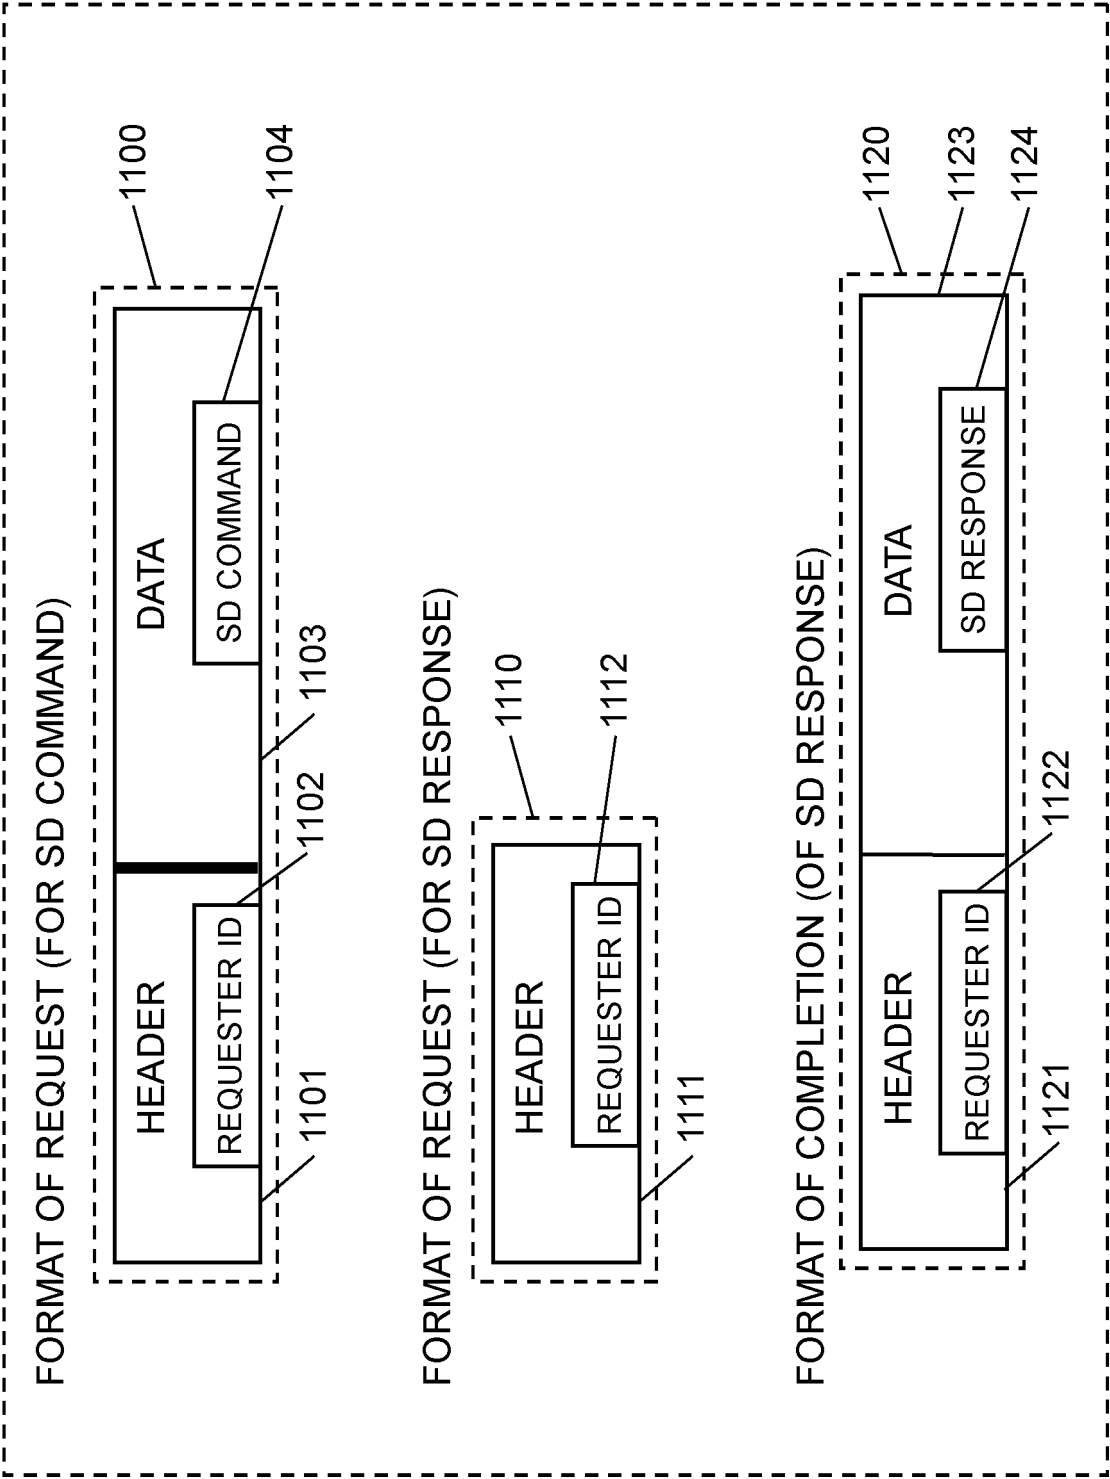 FORMAT OF REQUEST (FOR SD COMMAND)
1100
HEADER
DATA
1104
REQUESTER ID
SD COMMAND
1101
1102
1103
FORMAT OF REQUEST (FOR SD RESPONSE)
1110
HEADER
1112
REQUESTER ID
1111
FORMAT OF COMPLETION (OF SD RESPONSE)
1120
HEADER
DATA
1123
REQUESTER ID
SD RESPONSE
1124
1121
1122